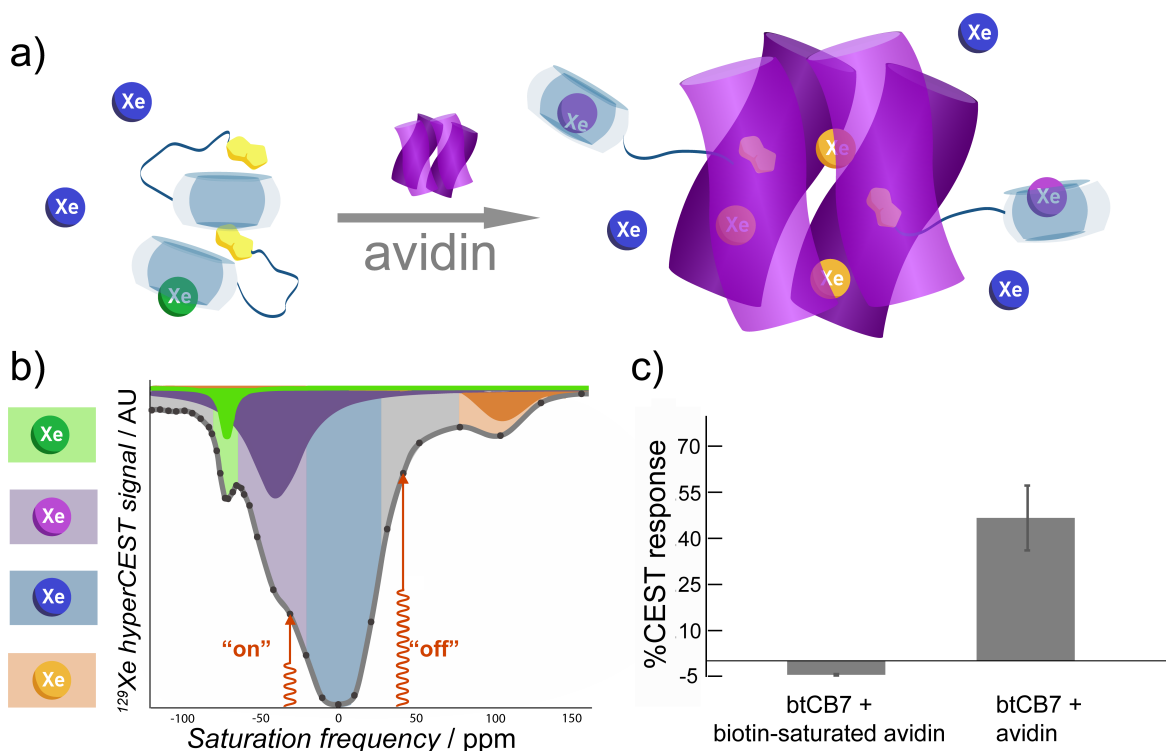 a)
Xe
Xe
Xe
avidin
Xe
Xe
Xe
Xe
Xe
Xe
Xe
Xe
b)
Xe
Xe
Xe
Xe
¹²⁹Xe hyperCEST signal / AU
“on”
“off”
-100 -50 0 50 100 150
Saturation frequency / ppm
c)
%CEST response
70
55
40
25
10
-5
btCB7 +
biotin-saturated avidin
btCB7 +
avidin